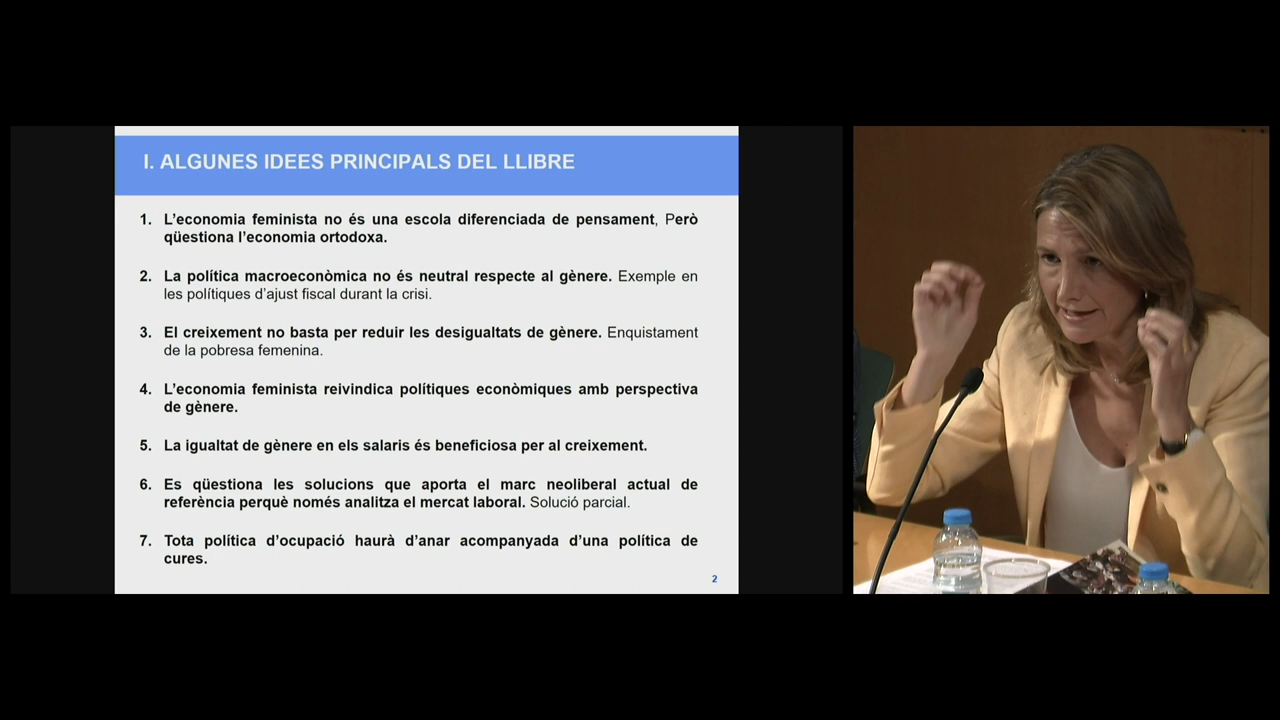 I. ALGUNES IDEES PRINCIPALS DEL LLIBRE
1. L'economia feminista no és una escola diferenciada de pensament, Però
qüestiona l'economia ortodoxa.
2. La política macroeconòmica no és neutral respecte al gènere. Exemple en
les polítiques d'ajust fiscal durant la crisi.
3. El creixement no basta per reduir les desigualtats de gènere. Enquistament
de la pobresa femenina.
4. L'economia feminista reivindica polítiques econòmiques amb perspectiva
de gènere.
5. La igualtat de gènere en els salaris és beneficiosa per al creixement.
6. Es qüestiona les solucions que aporta el marc neoliberal actual de
referència perquè només analitza el mercat laboral. Solució parcial.
7. Tota política d'ocupació haurà d'anar acompanyada d'una política de
cures.
2